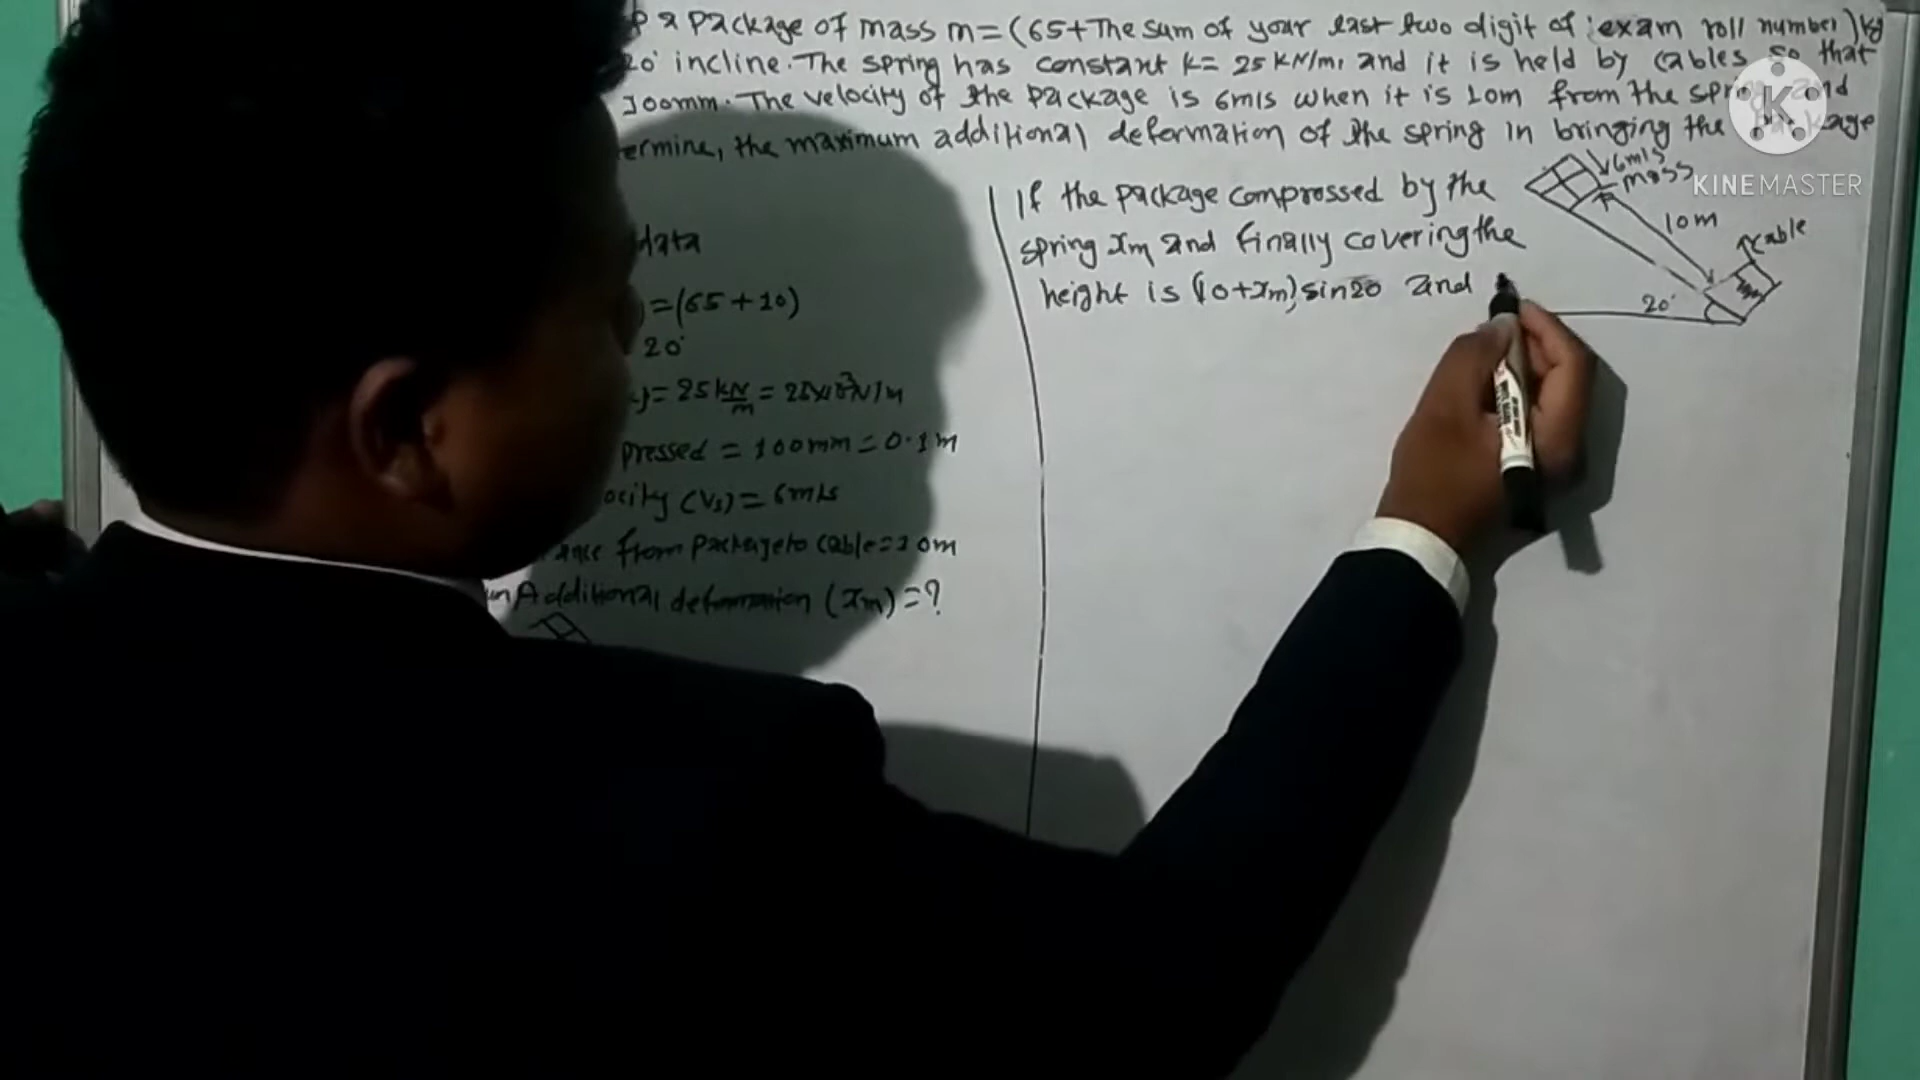 a package of mass m=(65+The sum of your last two digit of exam roll number)kg
20° incline. The spring has constant k= 25 kN/m, and it is held by cables so that
100mm. The velocity of the package is 6m/s when it is 10m from the spring and
ermine, the maximum additional deformation of the spring in bringing the package
data
)=(65+10)
20°
)= 25 kN/m = 25x10³N/m
pressed = 100mm = 0.1m
ocity (V₁) = 6m/s
ance from package to cable=10m
um Additional deformation (xm)=?
If the package compressed by the
spring xm and finally covering the
height is (10+xm) sin20 and
6m/s
mass
10m
cable
20°
K
KINEMASTER